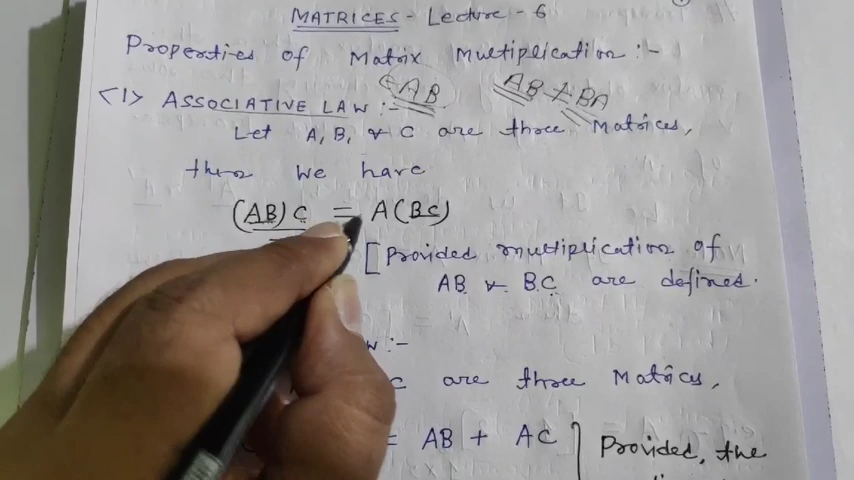 MATRICES - Lecture - 6
Properties of Matrix Multiplication :-
AB AB ≠ BA
<1> ASSOCIATIVE LAW :-
Let A, B, & C are three Matrices,
then we have
(AB) C = A (BC)
[Provided multiplication of
AB & BC are defined.
w :-
C are three Matrices,
= AB + AC] Provided, the